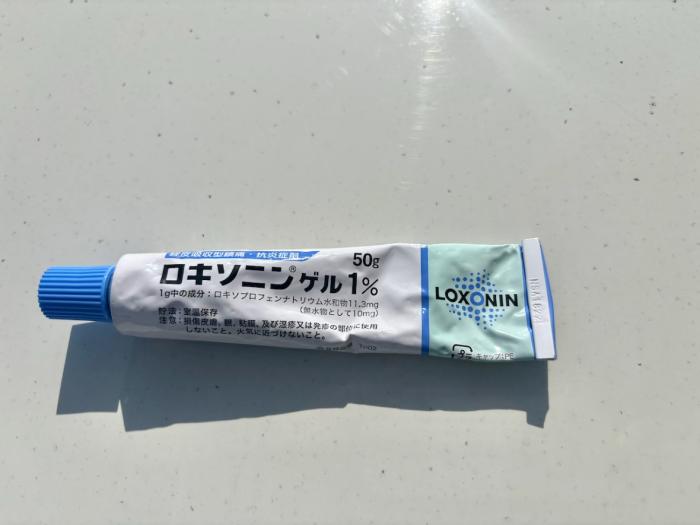 経皮吸収型鎮痛・抗炎症剤
50g
ロキソニン®ゲル1%
1g中の成分：ロキソプロフェンナトリウム水和物11.3mg
(無水物として10mg)
貯法：室温保存
注意：損傷皮膚、眼、粘膜、及び湿疹又は発疹の部位に使用
しないこと。火気に近づけないこと。
LOXONIN
キャップ:PE